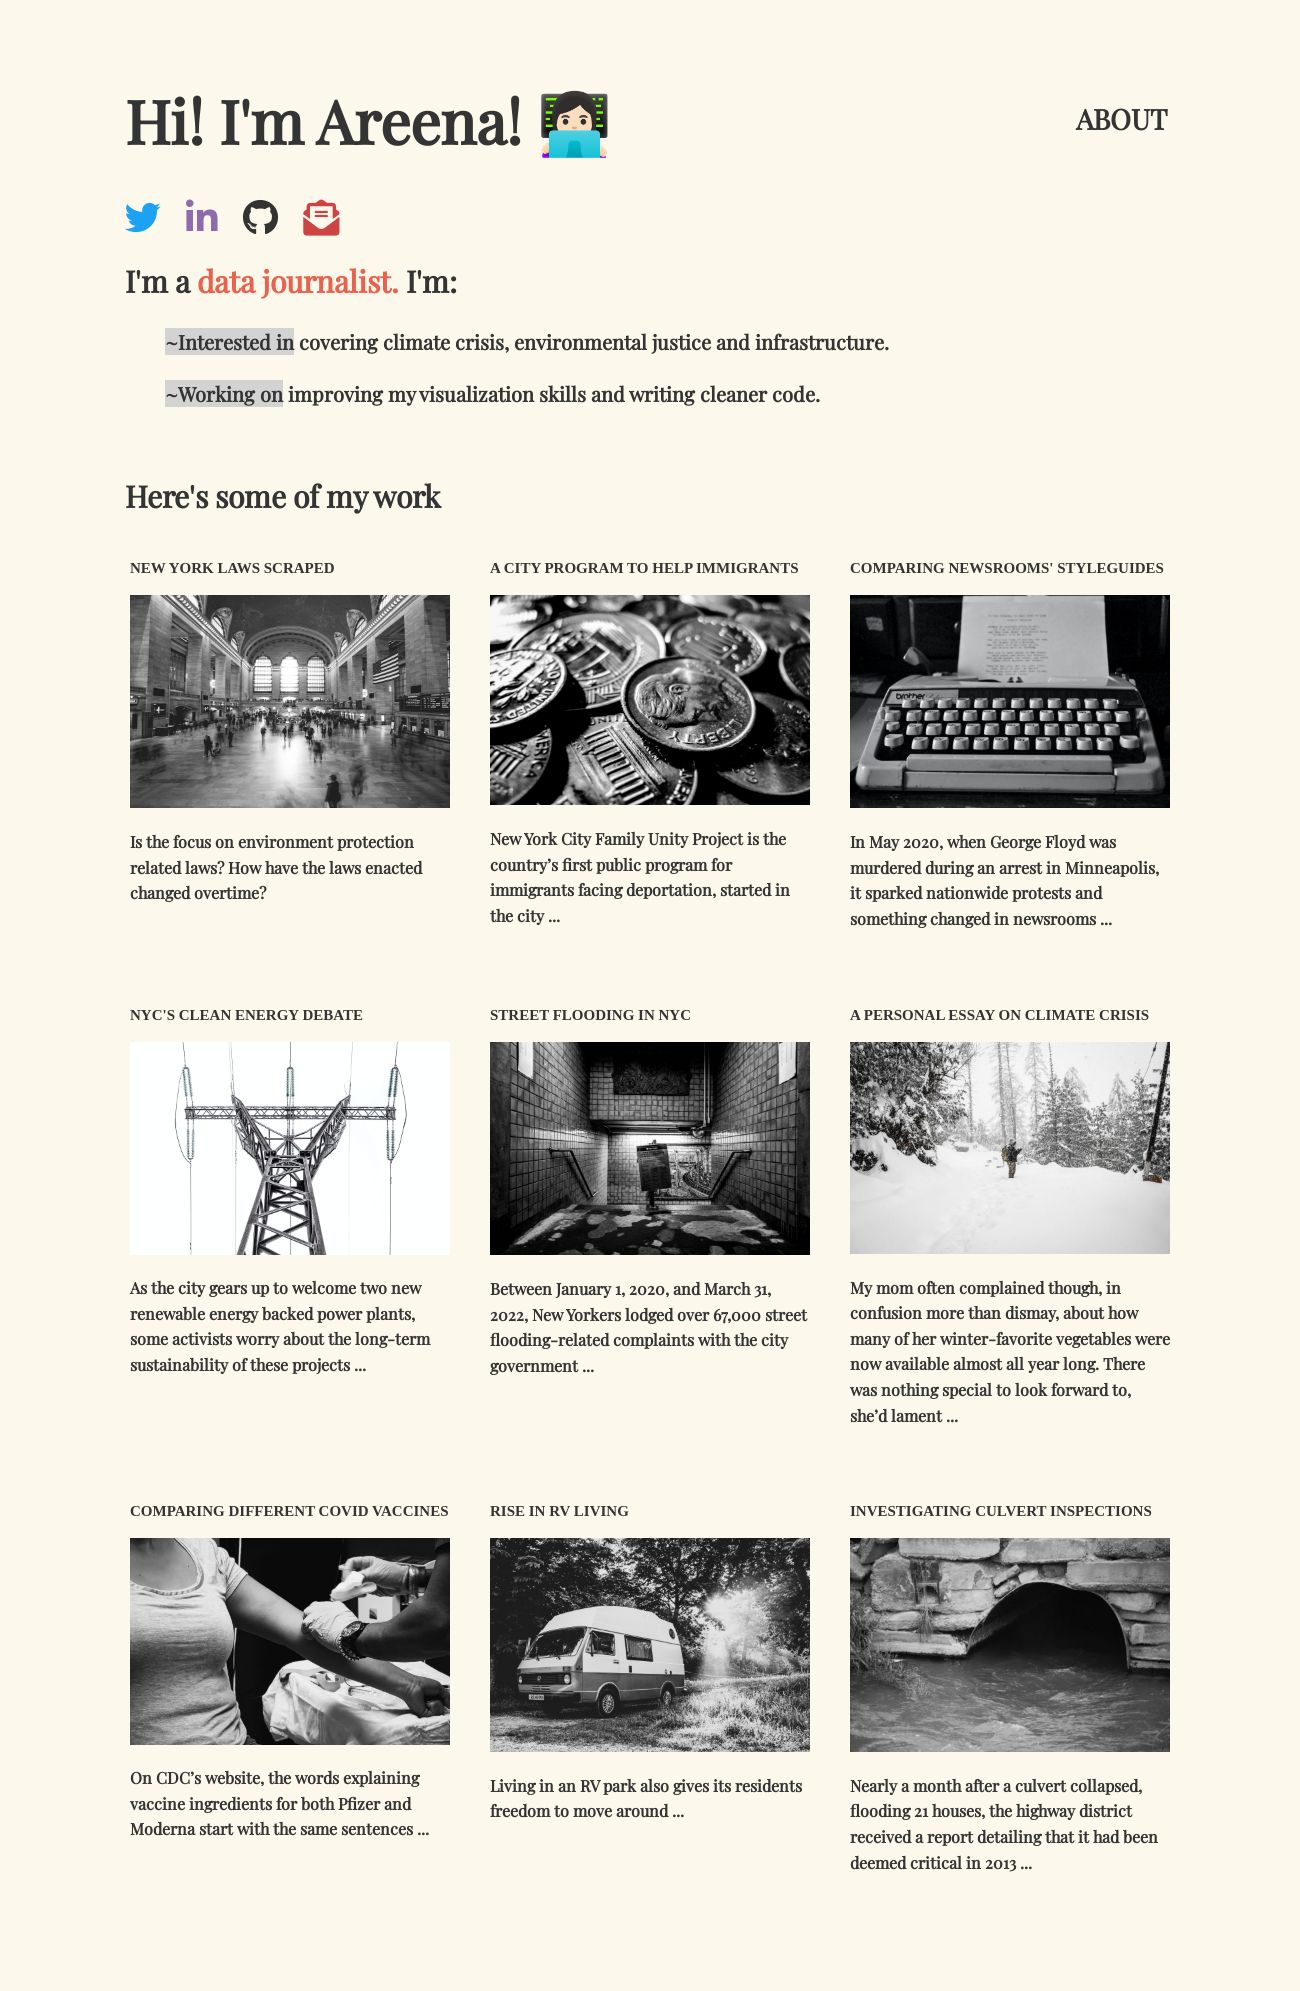 Hi! I'm Areena!
ABOUT
I'm a data journalist. I'm:
~Interested in covering climate crisis, environmental justice and infrastructure.
~Working on improving my visualization skills and writing cleaner code.
Here's some of my work
NEW YORK LAWS SCRAPED
Is the focus on environment protection
related laws? How have the laws enacted
changed overtime?
A CITY PROGRAM TO HELP IMMIGRANTS
LIBERTY
New York City Family Unity Project is the
country’s first public program for
immigrants facing deportation, started in
the city ...
COMPARING NEWSROOMS' STYLEGUIDES
brother
In May 2020, when George Floyd was
murdered during an arrest in Minneapolis,
it sparked nationwide protests and
something changed in newsrooms ...
NYC'S CLEAN ENERGY DEBATE
As the city gears up to welcome two new
renewable energy backed power plants,
some activists worry about the long-term
sustainability of these projects ...
STREET FLOODING IN NYC
Between January 1, 2020, and March 31,
2022, New Yorkers lodged over 67,000 street
flooding-related complaints with the city
government ...
A PERSONAL ESSAY ON CLIMATE CRISIS
My mom often complained though, in
confusion more than dismay, about how
many of her winter-favorite vegetables were
now available almost all year long. There
was nothing special to look forward to,
she’d lament ...
COMPARING DIFFERENT COVID VACCINES
On CDC’s website, the words explaining
vaccine ingredients for both Pfizer and
Moderna start with the same sentences ...
RISE IN RV LIVING
Living in an RV park also gives its residents
freedom to move around ...
INVESTIGATING CULVERT INSPECTIONS
Nearly a month after a culvert collapsed,
flooding 21 houses, the highway district
received a report detailing that it had been
deemed critical in 2013 ...